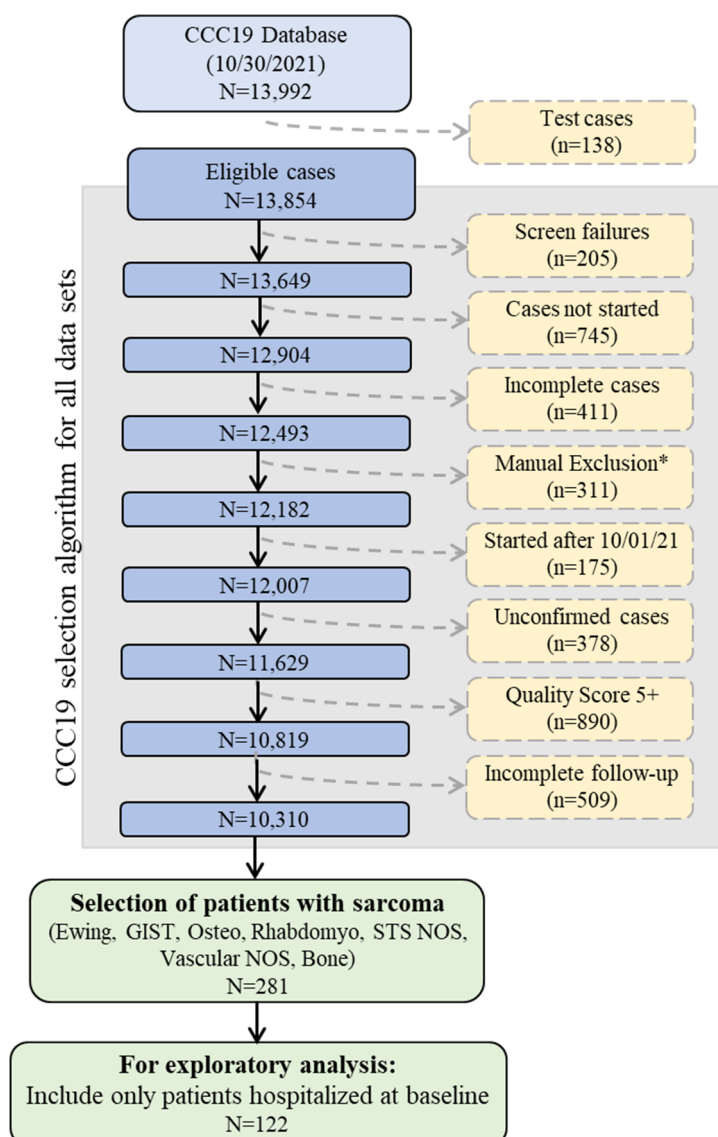 CCC19 Database
(10/30/2021)
N=13,992
Test cases
(n=138)
Eligible cases
N=13,854
CCC19 selection algorithm for all data sets
Screen failures
(n=205)
N=13,649
Cases not started
(n=745)
N=12,904
Incomplete cases
(n=411)
N=12,493
Manual Exclusion*
(n=311)
N=12,182
Started after 10/01/21
(n=175)
N=12,007
Unconfirmed cases
(n=378)
N=11,629
Quality Score 5+
(n=890)
N=10,819
Incomplete follow-up
(n=509)
N=10,310
Selection of patients with sarcoma
(Ewing, GIST, Osteo, Rhabdomyo, STS NOS,
Vascular NOS, Bone)
N=281
For exploratory analysis:
Include only patients hospitalized at baseline
N=122